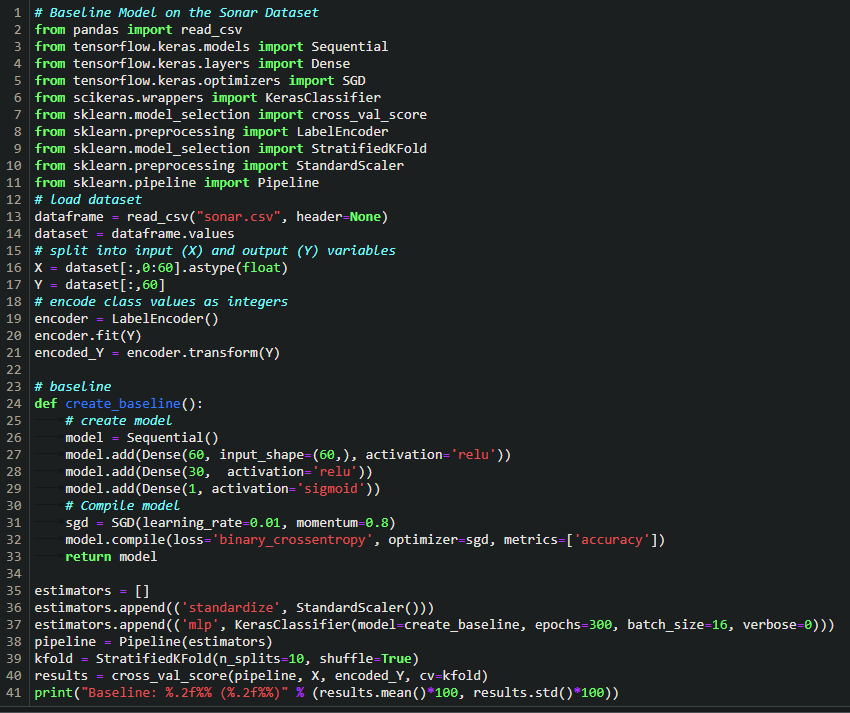 1 # Baseline Model on the Sonar Dataset
2 from pandas import read_csv
3 from tensorflow.keras.models import Sequential
4 from tensorflow.keras.layers import Dense
5 from tensorflow.keras.optimizers import SGD
6 from scikeras.wrappers import KerasClassifier
7 from sklearn.model_selection import cross_val_score
8 from sklearn.preprocessing import LabelEncoder
9 from sklearn.model_selection import StratifiedKFold
10 from sklearn.preprocessing import StandardScaler
11 from sklearn.pipeline import Pipeline
12 # load dataset
13 dataframe = read_csv("sonar.csv", header=None)
14 dataset = dataframe.values
15 # split into input (X) and output (Y) variables
16 X = dataset[:,0:60].astype(float)
17 Y = dataset[:,60]
18 # encode class values as integers
19 encoder = LabelEncoder()
20 encoder.fit(Y)
21 encoded_Y = encoder.transform(Y)
22
23 # baseline
24 def create_baseline():
25     # create model
26     model = Sequential()
27     model.add(Dense(60, input_shape=(60,), activation='relu'))
28     model.add(Dense(30,  activation='relu'))
29     model.add(Dense(1, activation='sigmoid'))
30     # Compile model
31     sgd = SGD(learning_rate=0.01, momentum=0.8)
32     model.compile(loss='binary_crossentropy', optimizer=sgd, metrics=['accuracy'])
33     return model
34
35 estimators = []
36 estimators.append(('standardize', StandardScaler()))
37 estimators.append(('mlp', KerasClassifier(model=create_baseline, epochs=300, batch_size=16, verbose=0)))
38 pipeline = Pipeline(estimators)
39 kfold = StratifiedKFold(n_splits=10, shuffle=True)
40 results = cross_val_score(pipeline, X, encoded_Y, cv=kfold)
41 print("Baseline: %.2f%% (%.2f%%)" % (results.mean()*100, results.std()*100))